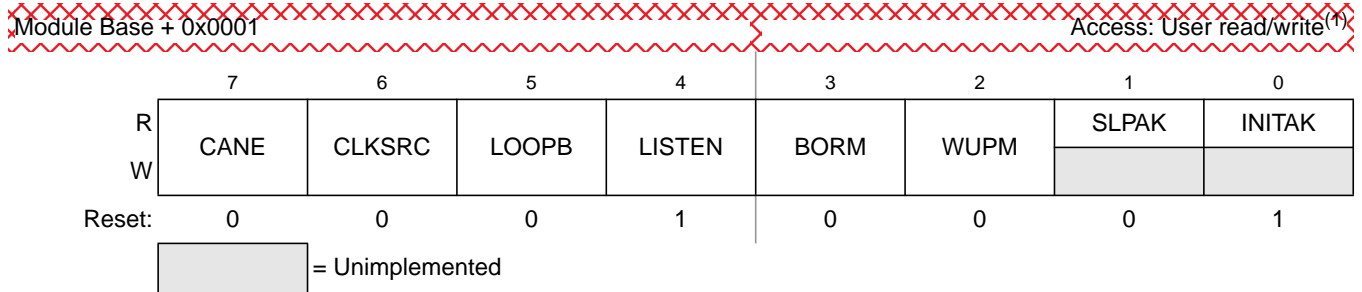 Module Base + 0x0001 Access: User read/write(1)
7 6 5 4 3 2 1 0
R CANE CLKSRC LOOPB LISTEN BORM WUPM SLPAK INITAK
W
Reset: 0 0 0 1 0 0 0 1
= Unimplemented